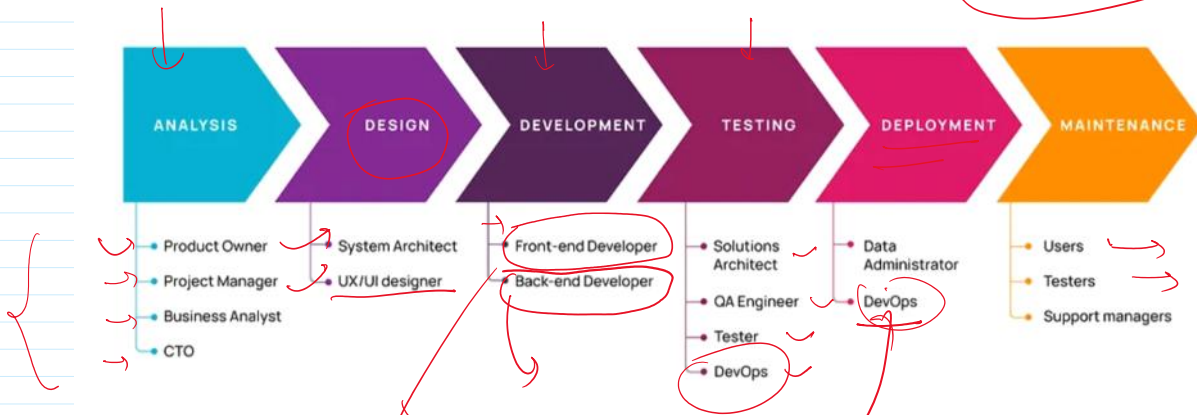 ANALYSIS
DESIGN
DEVELOPMENT
TESTING
DEPLOYMENT
MAINTENANCE
Product Owner
Project Manager
Business Analyst
CTO
System Architect
UX/UI designer
Front-end Developer
Back-end Developer
Solutions
Architect
QA Engineer
Tester
DevOps
Data
Administrator
DevOps
Users
Testers
Support managers